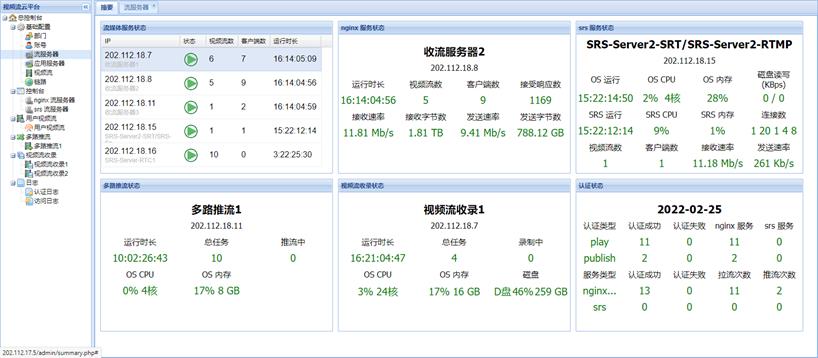 视频流云平台
总控制台
基础配置
部门
账号
流服务器
应用服务器
视频流
链路
控制台
nginx 流服务器
srs 流服务器
用户视频流
用户视频流
多路推流
多路推流1
视频流收录
视频流收录1
视频流收录2
日志
认证日志
访问日志
202.112.17.5/admin/summary.php#
摘要 流服务器
流媒体服务状态
IP 状态 视频流数 客户端数 运行时长
202.112.18.7 6 7 16:14:05:09
收流服务器1
202.112.18.8 5 9 16:14:04:56
收流服务器2
202.112.18.11 1 2 16:14:04:59
收流服务器3
202.112.18.15 1 1 15:22:12:14
SRS-Server2-SRT/SRS-
202.112.18.16 10 0 3:22:25:30
SRS-Server-RTC1
nginx 服务状态
收流服务器2
202.112.18.8
运行时长 视频流数 客户端数 接受响应数
16:14:04:56 5 9 1169
接收速率 接收字节数 发送速率 发送字节数
11.81 Mb/s 1.81 TB 9.41 Mb/s 788.12 GB
srs 服务状态
SRS-Server2-SRT/SRS-Server2-RTMP
202.112.18.15
OS 运行 OS CPU OS 内存 磁盘读写(KBps)
15:22:14:50 2% 4核 28% 0 / 0
SRS 运行 SRS CPU SRS 内存 连接数
15:22:12:14 9% 1% 1 20 1 4 8
视频流数 客户端数 接收速率 发送速率
1 1 11.18 Mb/s 261 Kb/s
多路推流状态
多路推流1
202.112.18.11
运行时长 总任务 推流中
10:02:26:43 10 0
OS CPU OS 内存
0% 4核 17% 8 GB
视频流收录状态
视频流收录1
202.112.18.7
运行时长 总任务 录制中
16:21:04:47 4 0
OS CPU OS 内存 磁盘
3% 24核 17% 16 GB D盘46%259 GB
认证状态
2022-02-25
认证类型 认证成功 认证失败 nginx 服务 srs 服务
play 11 0 11 0
publish 2 0 2 0
服务类型 认证成功 认证失败 拉流次数 推流次数
nginx... 13 0 11 2
srs 0 0 0 0